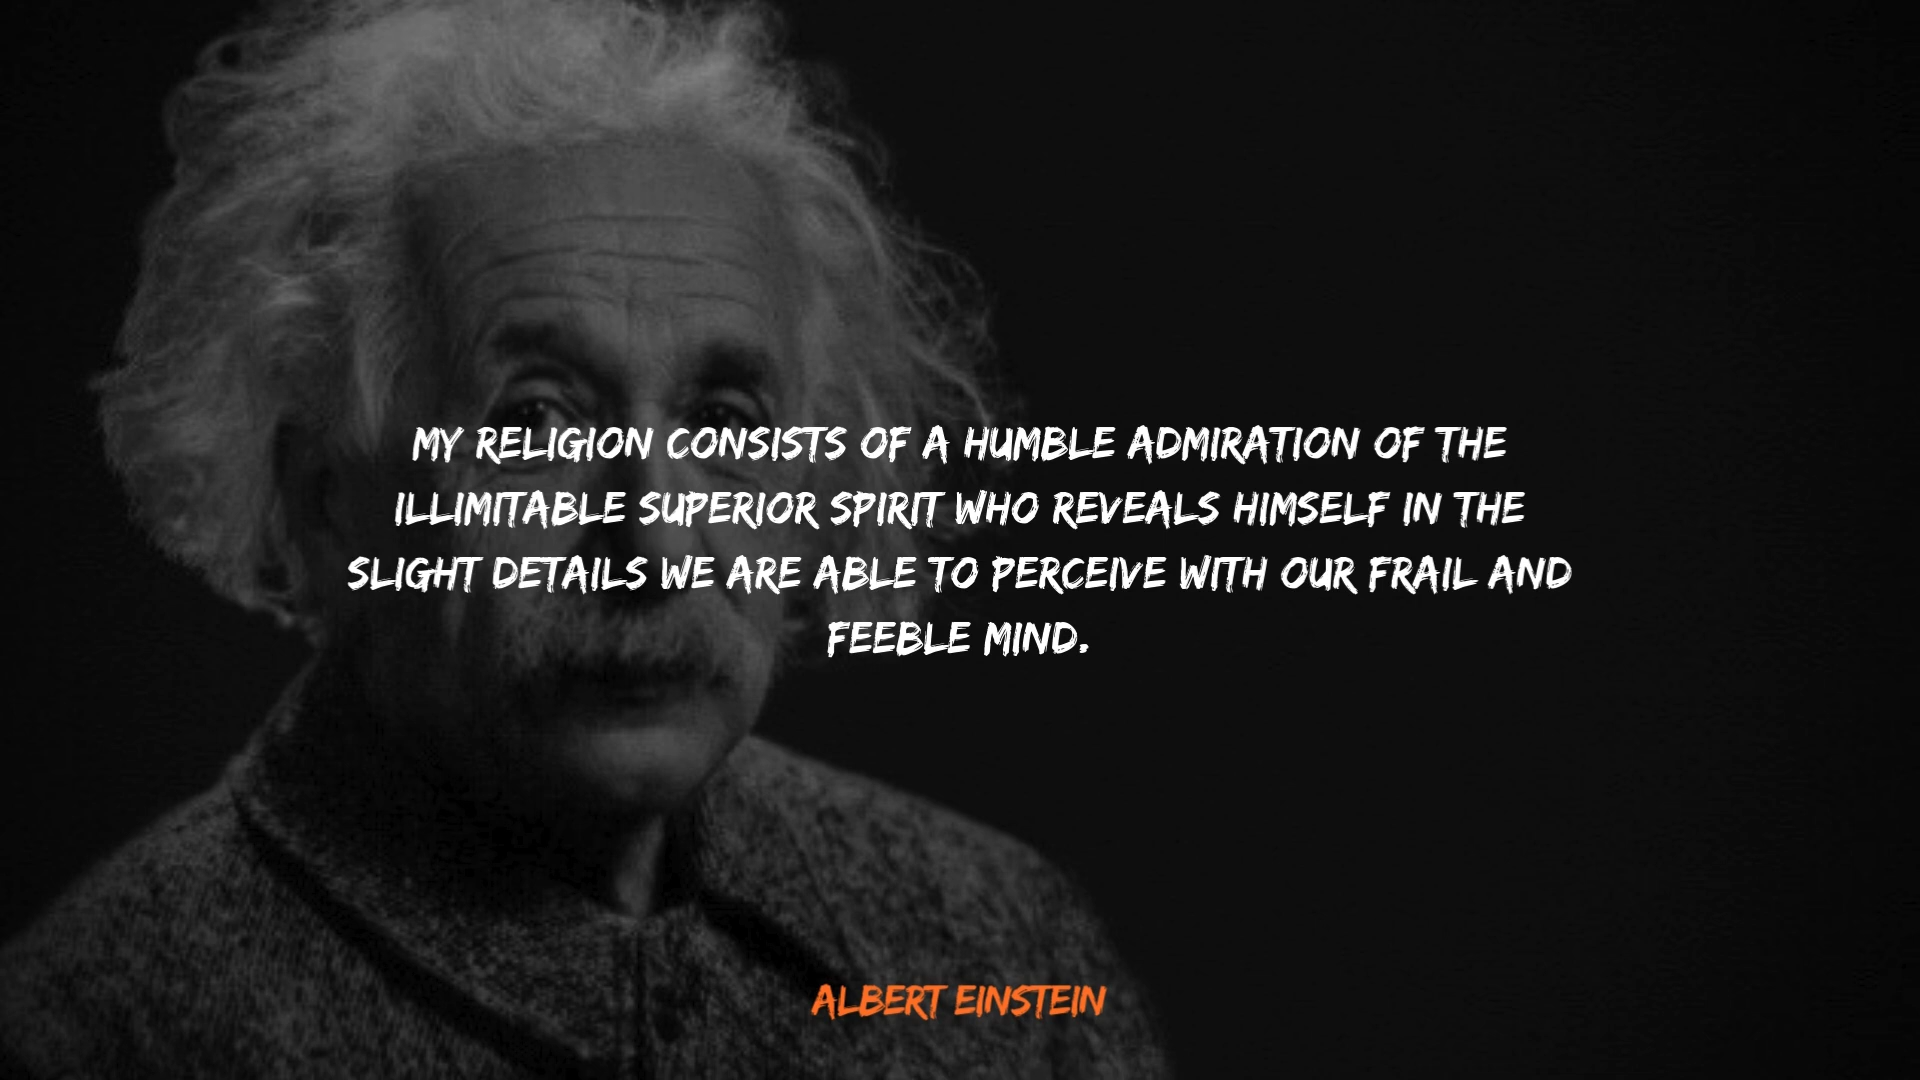 MY RELIGION CONSISTS OF A HUMBLE ADMIRATION OF THE
ILLIMITABLE SUPERIOR SPIRIT WHO REVEALS HIMSELF IN THE
SLIGHT DETAILS WE ARE ABLE TO PERCEIVE WITH OUR FRAIL AND
FEEBLE MIND.
ALBERT EINSTEIN